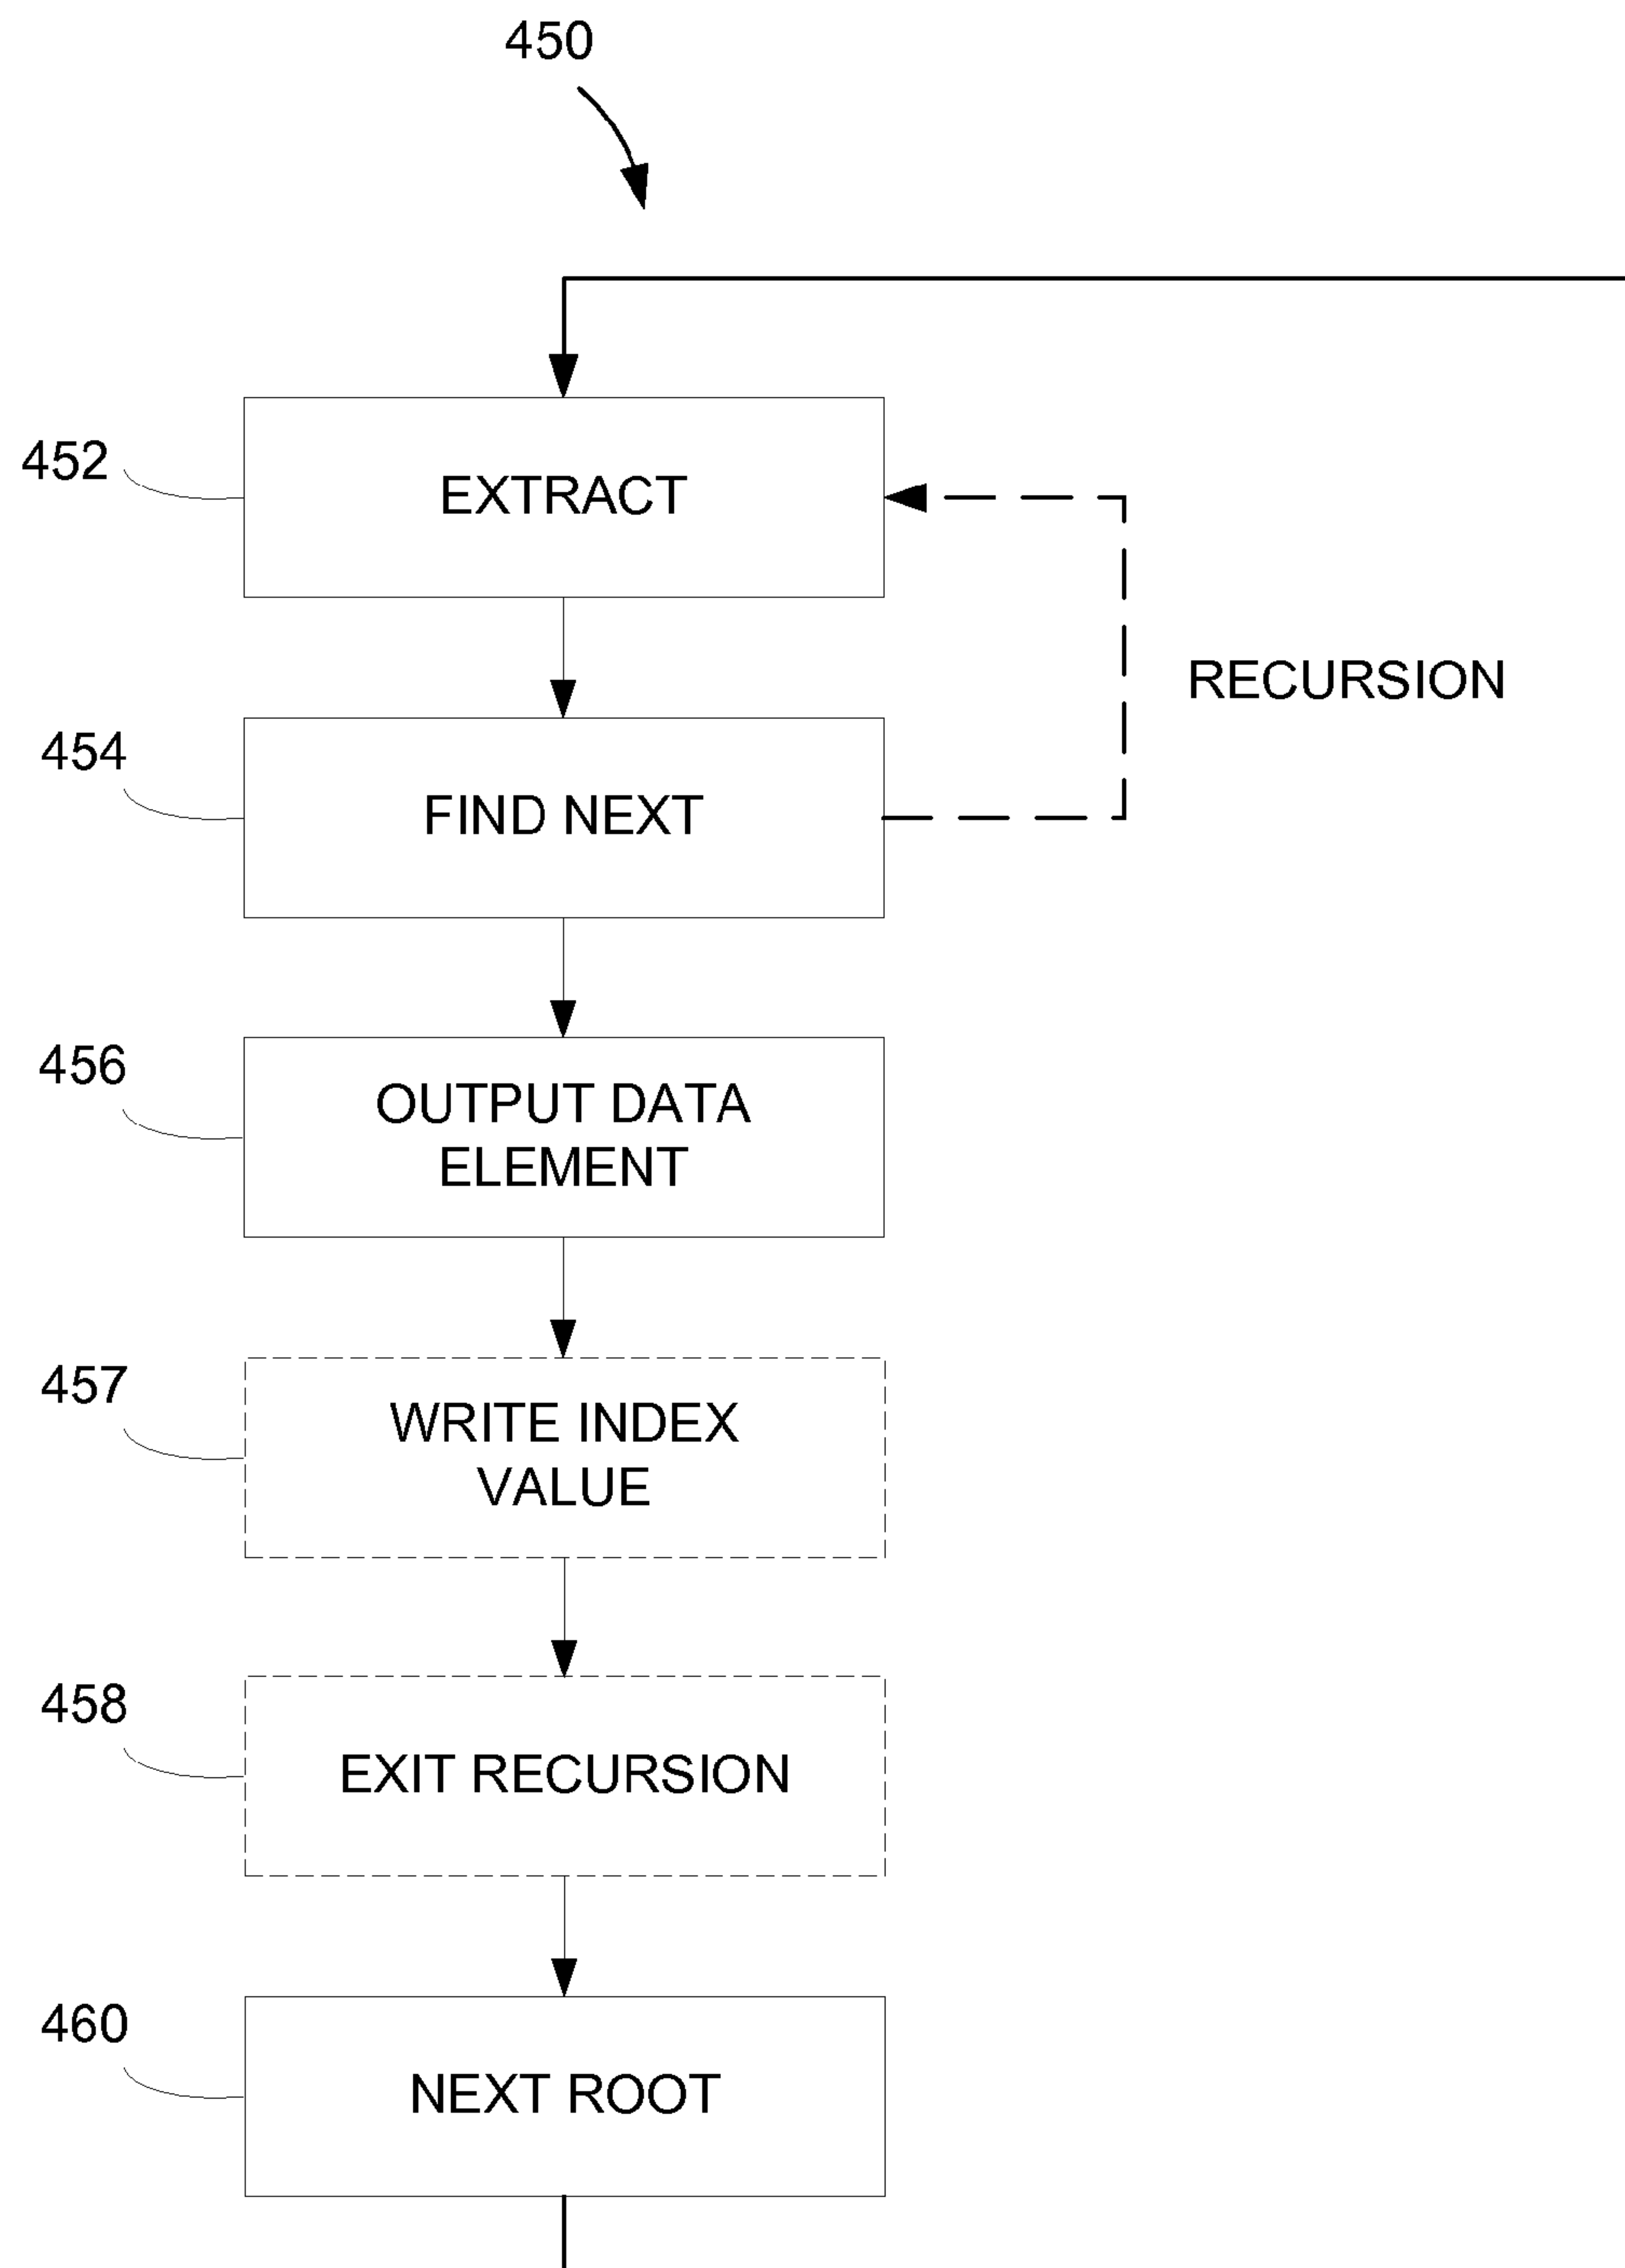 450
452
EXTRACT
RECURSION
454
FIND NEXT
456
OUTPUT DATA
ELEMENT
457
WRITE INDEX
VALUE
458
EXIT RECURSION
460
NEXT ROOT